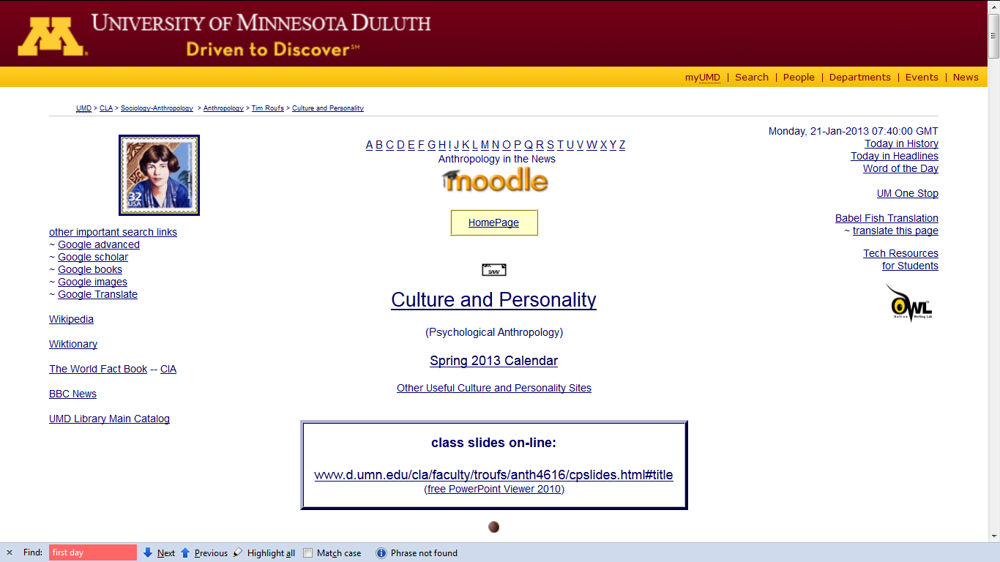 UNIVERSITY OF MINNESOTA DULUTH
Driven to Discover℠
myUMD | Search | People | Departments | Events | News
UMD > CLA > Sociology-Anthropology > Anthropology > Tim Roufs > Culture and Personality
32
USA
other important search links
~ Google advanced
~ Google scholar
~ Google books
~ Google images
~ Google Translate
Wikipedia
Wiktionary
The World Fact Book -- CIA
BBC News
UMD Library Main Catalog
A B C D E F G H I J K L M N O P Q R S T U V W X Y Z
Anthropology in the News
moodle
HomePage
Culture and Personality
(Psychological Anthropology)
Spring 2013 Calendar
Other Useful Culture and Personality Sites
class slides on-line:
www.d.umn.edu/cla/faculty/troufs/anth4616/cpslides.html#title
(free PowerPoint Viewer 2010)
Monday, 21-Jan-2013 07:40:00 GMT
Today in History
Today in Headlines
Word of the Day
UM One Stop
Babel Fish Translation
~ translate this page
Tech Resources
for Students
OWL
Online Writing Lab
Find: first day Next Previous Highlight all Match case Phrase not found